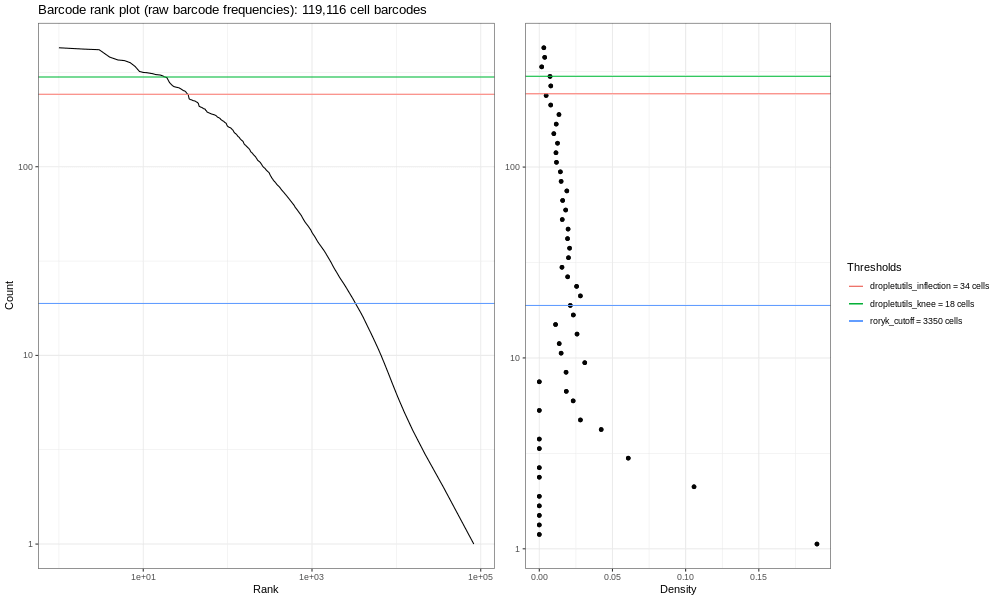 Barcode rank plot (raw barcode frequencies): 119,116 cell barcodes
Count
100
10
1
1e+01
1e+03
1e+05
Rank
100
10
1
0.00
0.05
0.10
0.15
Density
Thresholds
dropletutils_inflection = 34 cells
dropletutils_knee = 18 cells
roryk_cutoff = 3350 cells